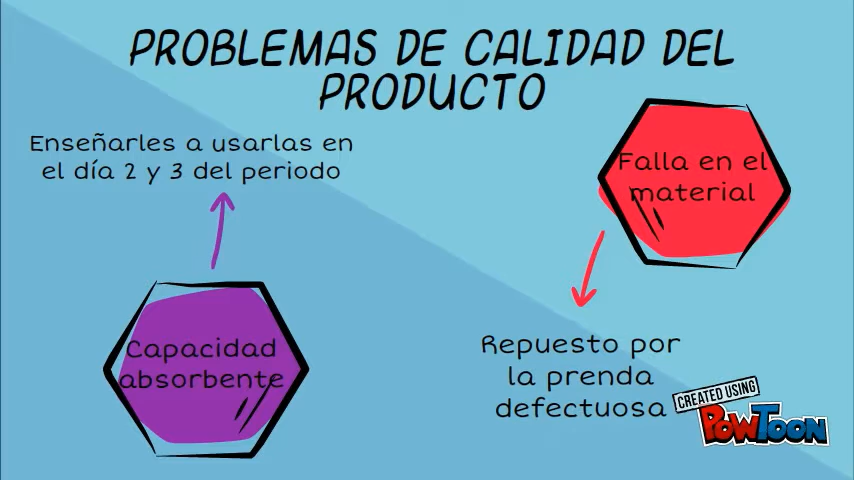 PROBLEMAS DE CALIDAD DEL
PRODUCTO
Enseñarles a usarlas en
el día 2 y 3 del periodo
Falla en el
material
Capacidad
absorbente
Repuesto por
la prenda
defectuosa
CREATED USING
POWTOON